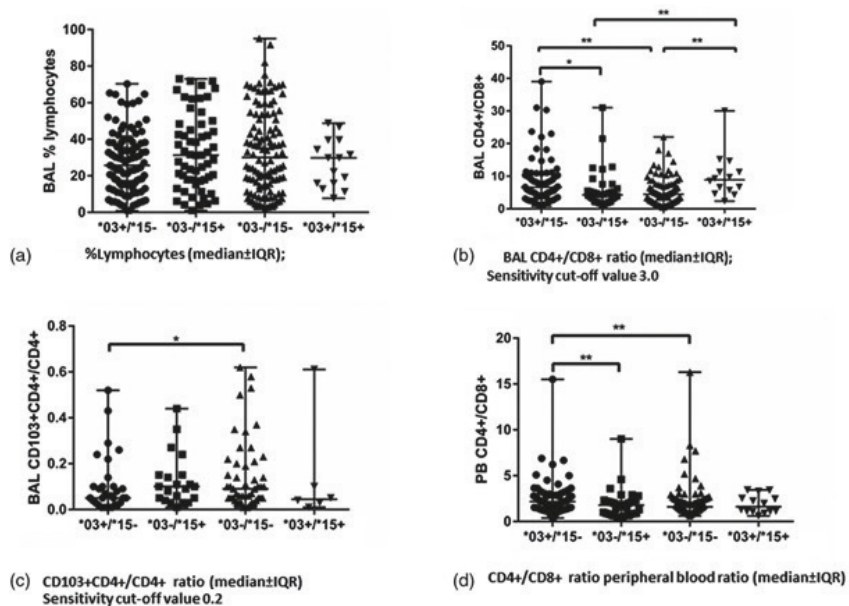 100
80
60
40
20
0
BAL % lymphocytes
*03+/*15- *03-/*15+ *03-/*15- *03+/*15+
(a) %Lymphocytes (median±IQR);
**
** **
*
50
40
30
20
10
0
BAL CD4+/CD8+
*03+/*15- *03-/*15+ *03-/*15- *03+/*15+
(b) BAL CD4+/CD8+ ratio (median±IQR);
Sensitivity cut-off value 3.0
*
0.8
0.6
0.4
0.2
0.0
BAL CD103+CD4+/CD4+
*03+/*15- *03-/*15+ *03-/*15- *03+/*15+
(c) CD103+CD4+/CD4+ ratio (median±IQR)
Sensitivity cut-off value 0.2
**
**
20
15
10
5
0
PB CD4+/CD8+
*03+/*15- *03-/*15+ *03-/*15- *03+/*15+
(d) CD4+/CD8+ ratio peripheral blood ratio (median±IQR)